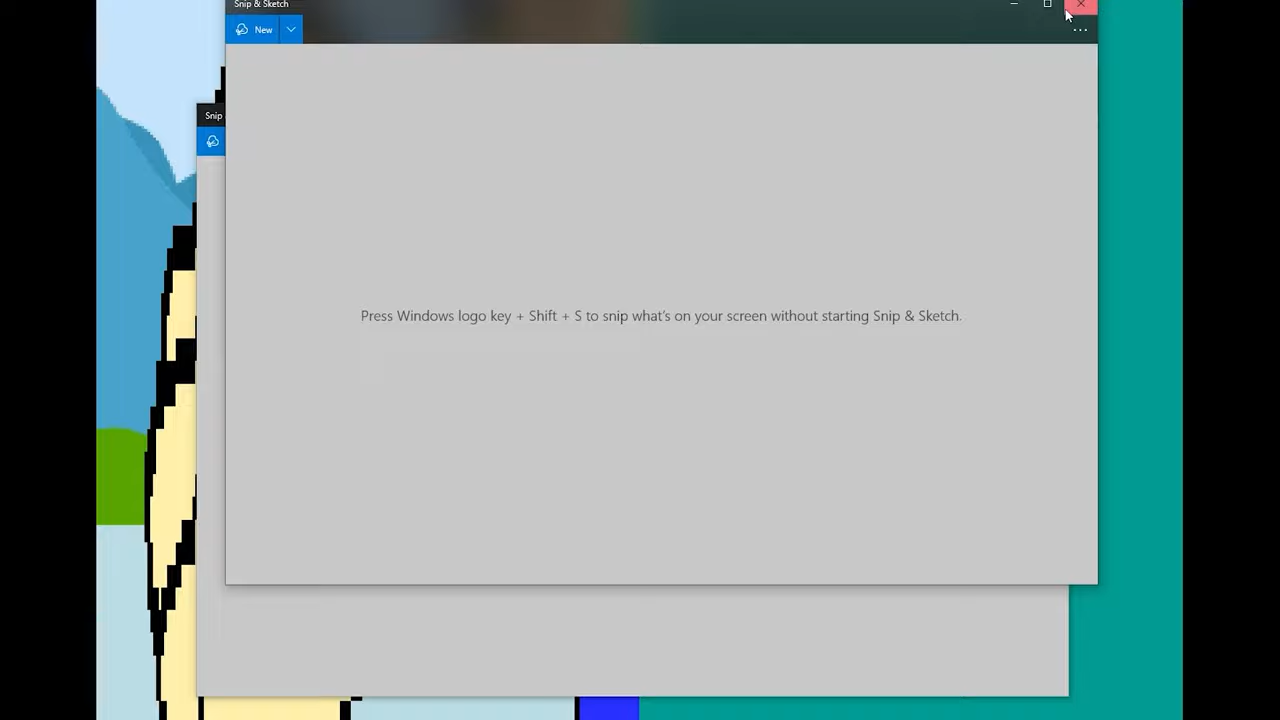 Snip & Sketch
New
Snip
Press Windows logo key + Shift + S to snip what's on your screen without starting Snip & Sketch.